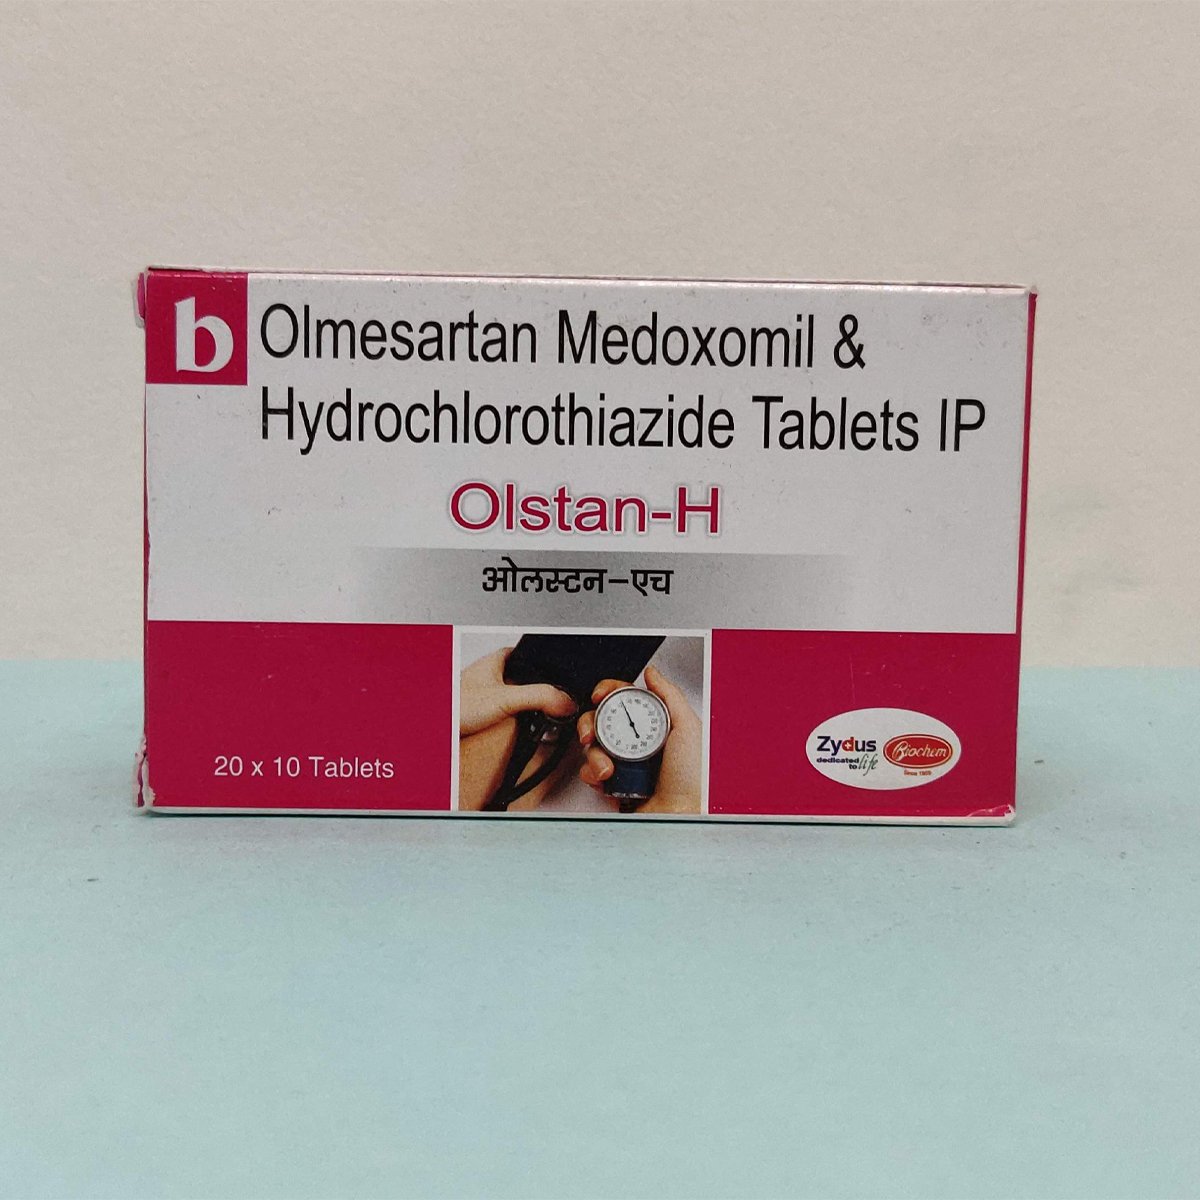 b
Olmesartan Medoxomil &
Hydrochlorothiazide Tablets IP
Olstan-H
ओलस्टन-एच
20 x 10 Tablets
Zydus
dedicated
to life
Biochem